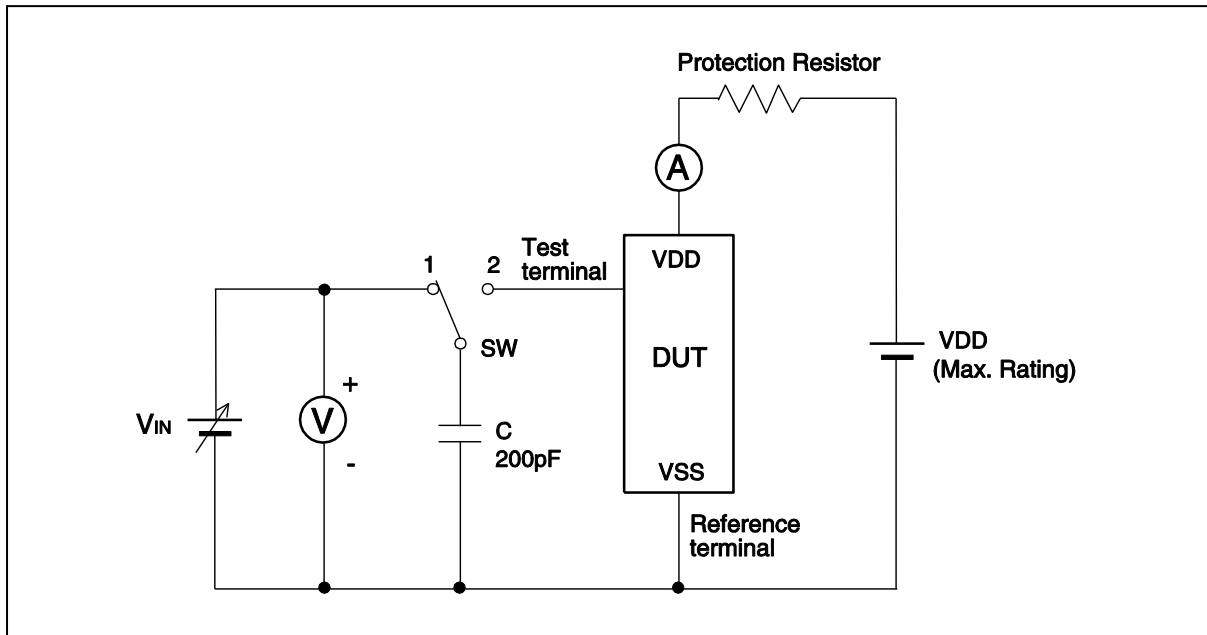 Protection Resistor
A
1
2
Test
terminal
VDD
SW
DUT
VDD
(Max. Rating)
+
VIN
V
C
200pF
-
VSS
Reference
terminal